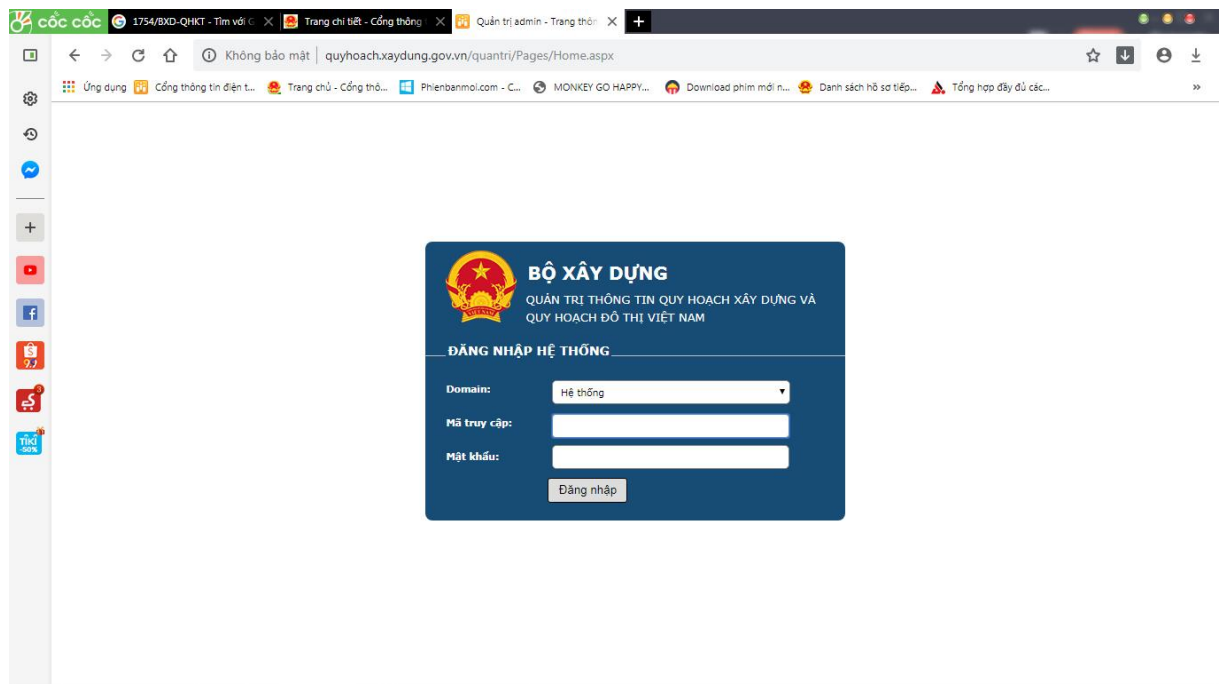 cốc cốc 1754/BXD-QHKT - Tìm với G Trang chi tiết - Cổng thông t Quản trị admin - Trang thôn
Không bảo mật quyhoach.xaydung.gov.vn/quantri/Pages/Home.aspx
Ứng dụng Cổng thông tin điện t... Trang chủ - Cổng thô... Phienbanmoi.com - C... MONKEY GO HAPPY... Download phim mới n... Danh sách hồ sơ tiếp... Tổng hợp đầy đủ các... »
BỘ XÂY DỰNG
QUẢN TRỊ THÔNG TIN QUY HOẠCH XÂY DỰNG VÀ
QUY HOẠCH ĐÔ THỊ VIỆT NAM
ĐĂNG NHẬP HỆ THỐNG
Domain: Hệ thống
Mã truy cập:
Mật khẩu:
Đăng nhập
S
9.9
3
TIKI
-50%